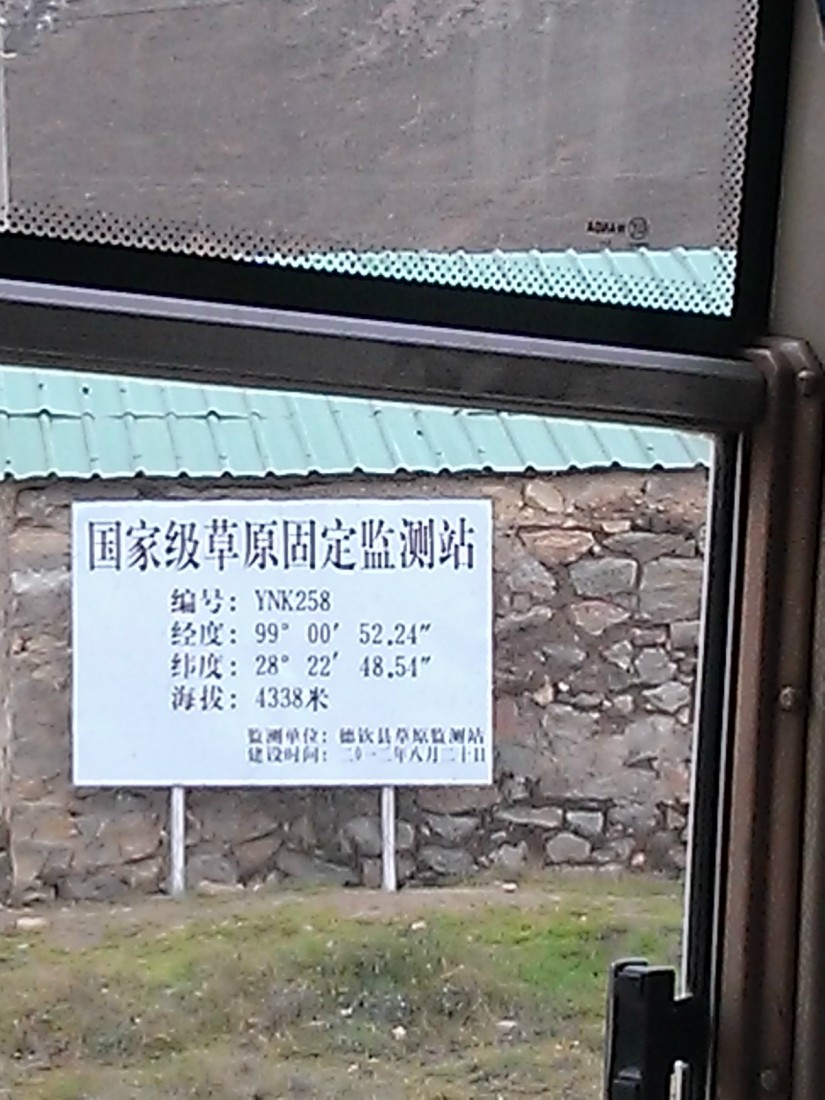 国家级草原固定监测站
编号：YNK258
经度：99° 00′ 52.24″
纬度：28° 22′ 48.54″
海拔：4338米
监测单位：德钦县草原监测站
建设时间：二0一二年八月二十日